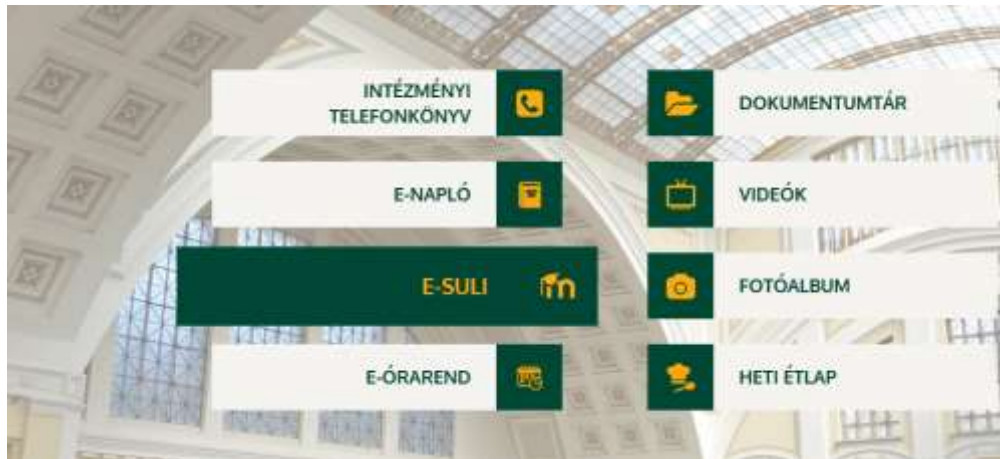 INTÉZMÉNYI
TELEFONKÖNYV
DOKUMENTUMTÁR
E-NAPLÓ
VIDEÓK
E-SULI
FOTÓALBUM
E-ÓRAREND
HETI ÉTLAP